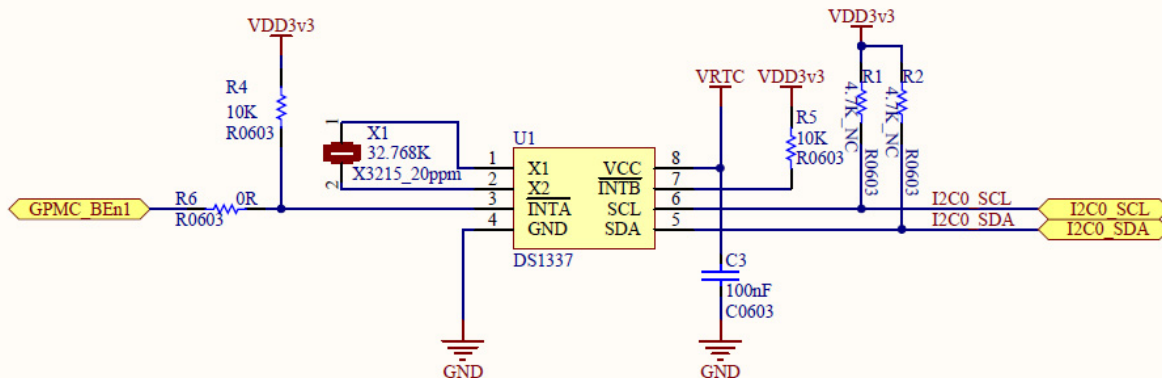 VDD3v3
VDD3v3
R4
10K
R0603
VRTC
VDD3v3
R1
R2
4.7K_NC
4.7K_NC
R0603
R0603
R5
10K
R0603
1
X1
32.768K
X3215_20ppm
2
U1
1
X1
VCC
8
2
X2
INTB
7
3
INTA
SCL
6
4
GND
SDA
5
DS1337
GPMC_BEn1
R6
0R
R0603
I2C0_SCL
I2C0_SCL
I2C0_SDA
I2C0_SDA
C3
100nF
C0603
GND
GND